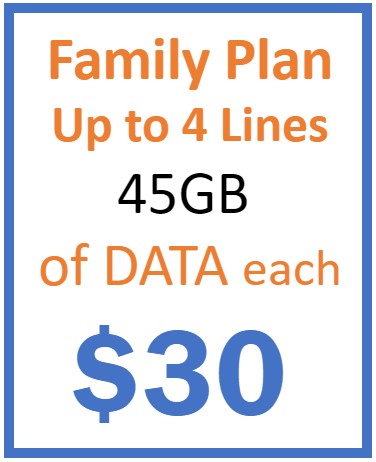 Family Plan
Up to 4 Lines
45GB
of DATA each
$30